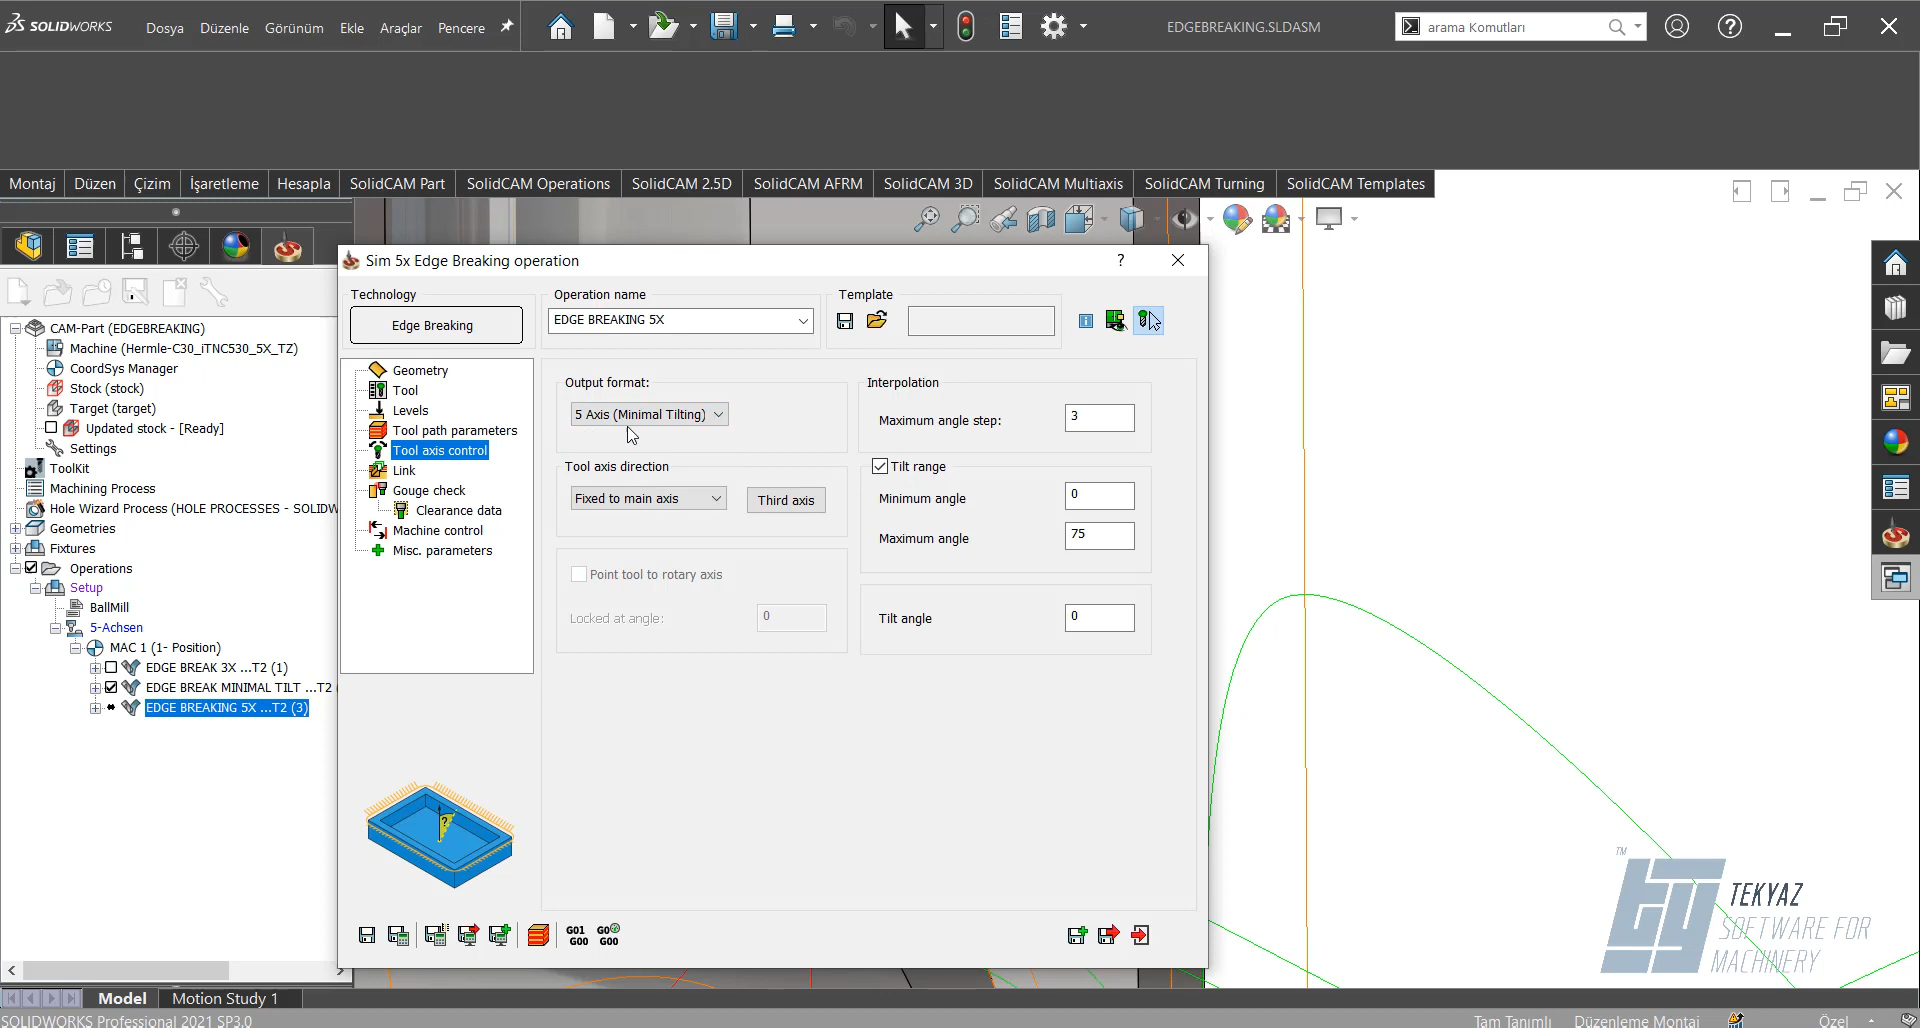 SOLIDWORKS Dosya Düzenle Görünüm Ekle Araçlar Pencere EDGEBREAKING.SLDASM arama Komutları
Montaj Düzen Çizim İşaretleme Hesapla SolidCAM Part SolidCAM Operations SolidCAM 2.5D SolidCAM AFRM SolidCAM 3D SolidCAM Multiaxis SolidCAM Turning SolidCAM Templates
CAM-Part (EDGEBREAKING)
Machine (Hermle-C30_iTNC530_5X_TZ)
CoordSys Manager
Stock (stock)
Target (target)
Updated stock - [Ready]
Settings
ToolKit
Machining Process
Hole Wizard Process (HOLE PROCESSES - SOLIDW
Geometries
Fixtures
Operations
Setup
BallMill
5-Achsen
MAC 1 (1- Position)
EDGE BREAK 3X ...T2 (1)
EDGE BREAK MINIMAL TILT ...T2 (
EDGE BREAKING 5X ...T2 (3)
Sim 5x Edge Breaking operation ?
Technology Operation name Template
Edge Breaking EDGE BREAKING 5X
Geometry
Tool
Levels
Tool path parameters
Tool axis control
Link
Gouge check
Clearance data
Machine control
Misc. parameters
Output format:
5 Axis (Minimal Tilting)
Tool axis direction
Fixed to main axis Third axis
Point tool to rotary axis
Locked at angle: 0
Interpolation
Maximum angle step: 3
Tilt range
Minimum angle 0
Maximum angle 75
Tilt angle 0
?
G01 G00
G00 G00
TM
TEKYAZ
SOFTWARE FOR
MACHINERY
Model Motion Study 1
SOLIDWORKS Professional 2021 SP3.0 Tam Tanımlı Düzenleme Montaj Özel